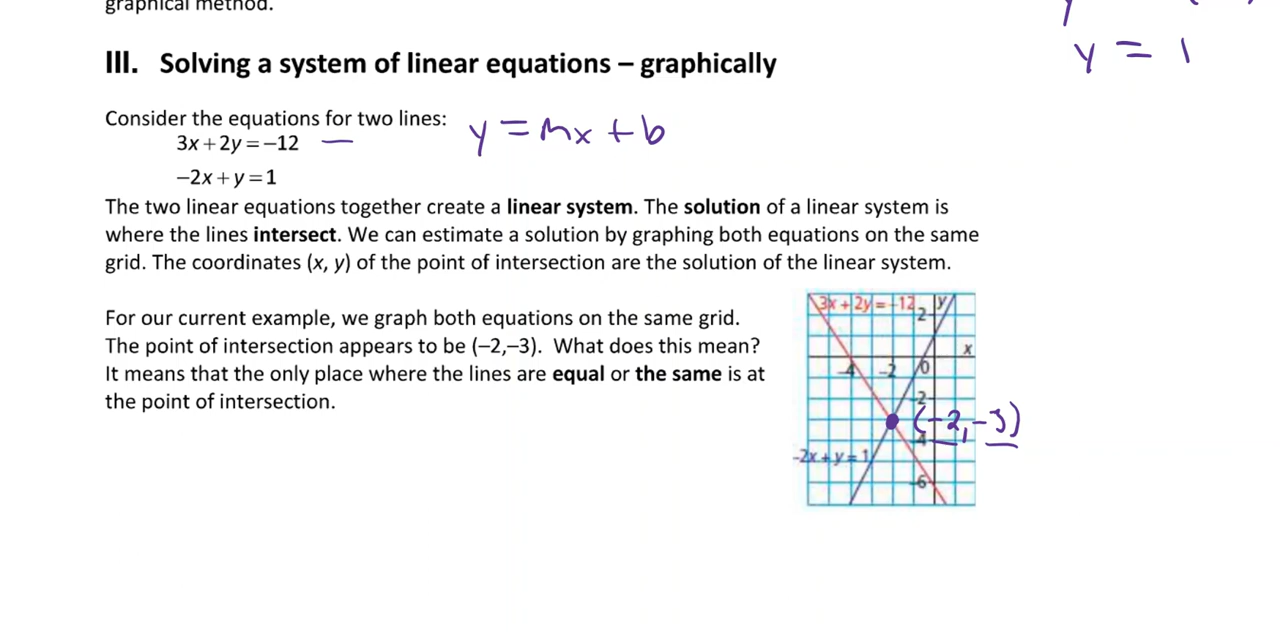 graphical method.
y = 1
III. Solving a system of linear equations – graphically
Consider the equations for two lines:
y = mx + b
3x + 2y = −12 —
−2x + y = 1
The two linear equations together create a linear system. The solution of a linear system is
where the lines intersect. We can estimate a solution by graphing both equations on the same
grid. The coordinates (x, y) of the point of intersection are the solution of the linear system.
For our current example, we graph both equations on the same grid.
The point of intersection appears to be (−2,−3). What does this mean?
It means that the only place where the lines are equal or the same is at
the point of intersection.
3x + 2y = -12
y
2
x
-4
-2
0
-2
(-2, -3)
4
-2x + y = 1
-6